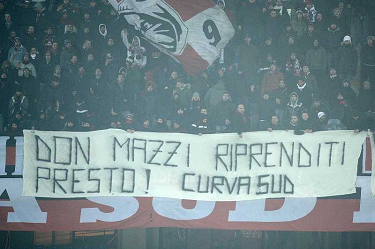 DON MAZZI RIPRENDITI
PRESTO! CURVA SUD